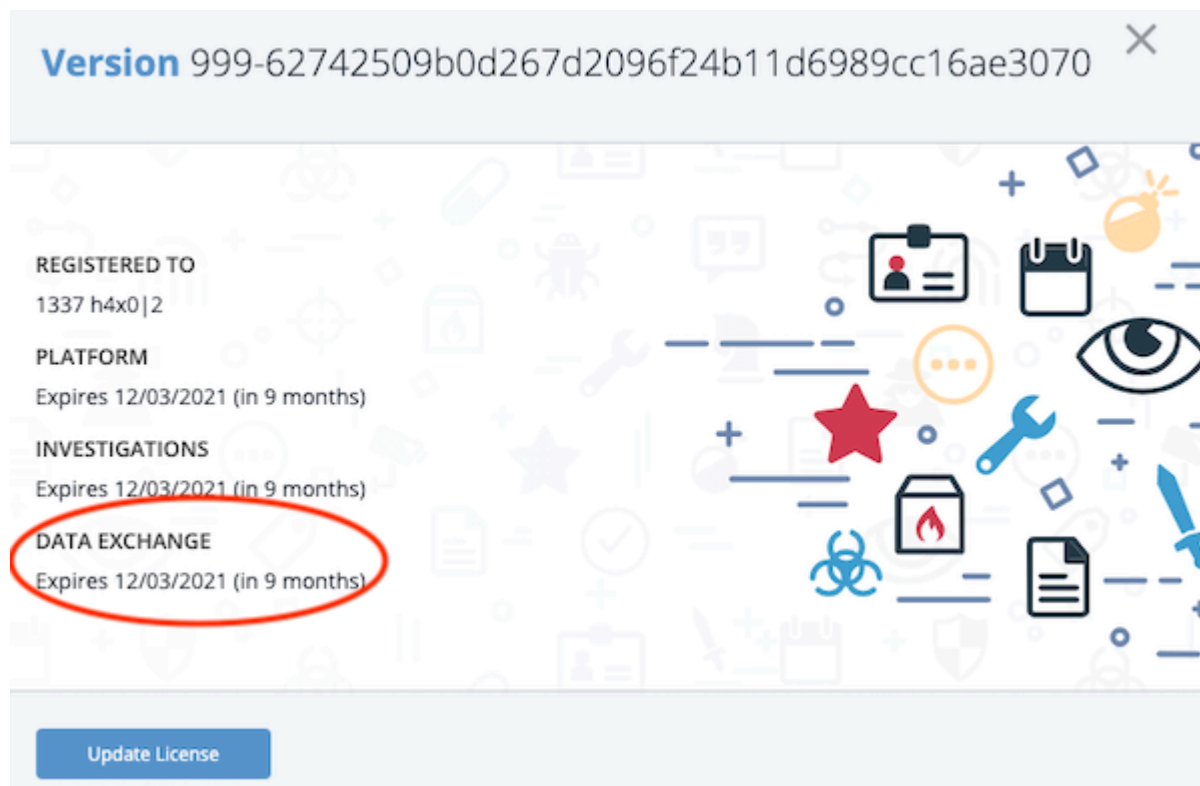 Version 999-62742509b0d267d2096f24b11d6989cc16ae3070
REGISTERED TO
1337 h4x0|2
PLATFORM
Expires 12/03/2021 (in 9 months)
INVESTIGATIONS
Expires 12/03/2021 (in 9 months)
DATA EXCHANGE
Expires 12/03/2021 (in 9 months)
Update License